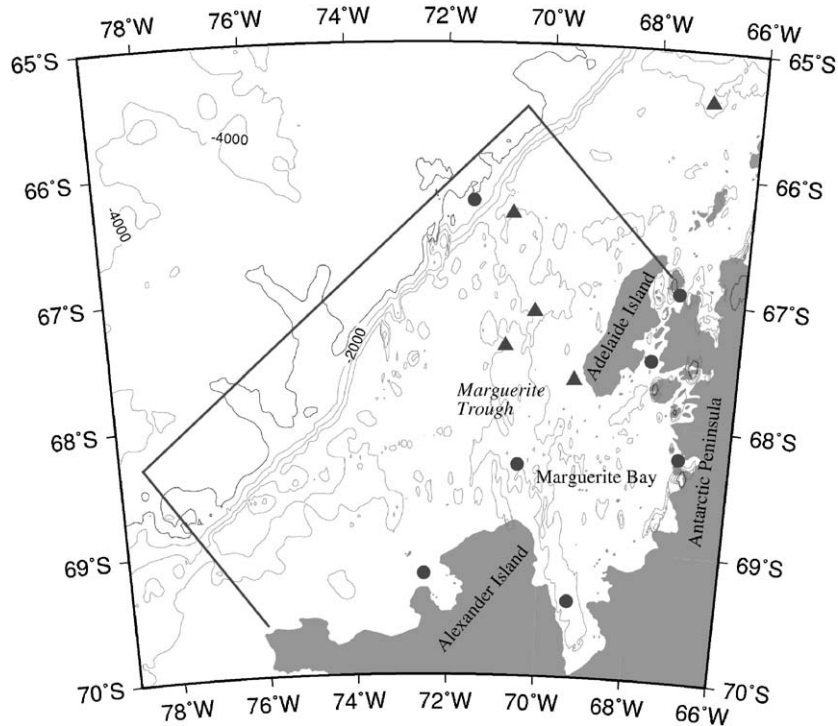 78˚W 76˚W 74˚W 72˚W 70˚W 68˚W 66˚W
65˚S 65˚S
-4000
66˚S 66˚S
-4000
67˚S 67˚S
-2000
Adelaide Island
Marguerite
Trough
68˚S 68˚S
Marguerite Bay
Antarctic Peninsula
69˚S 69˚S
Alexander Island
70˚S 70˚S
78˚W 76˚W 74˚W 72˚W 70˚W 68˚W 66˚W